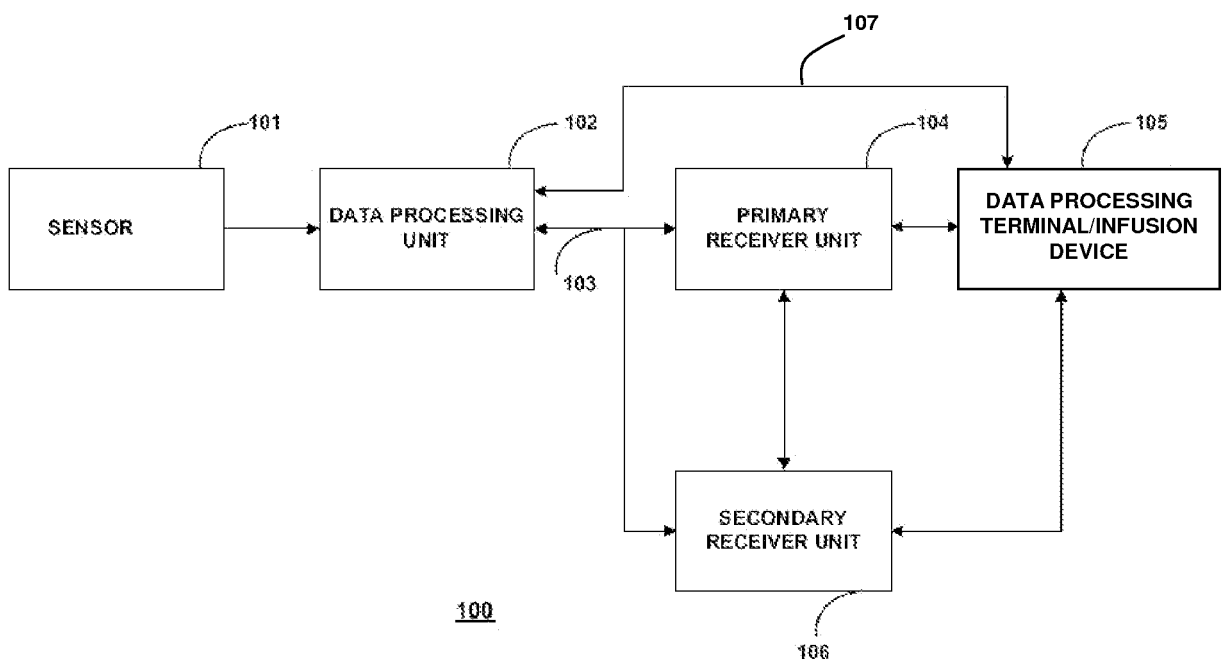 107
101
102
104
105
SENSOR
DATA PROCESSING
UNIT
PRIMARY
RECEIVER UNIT
DATA PROCESSING
TERMINAL/INFUSION
DEVICE
103
SECONDARY
RECEIVER UNIT
100
106